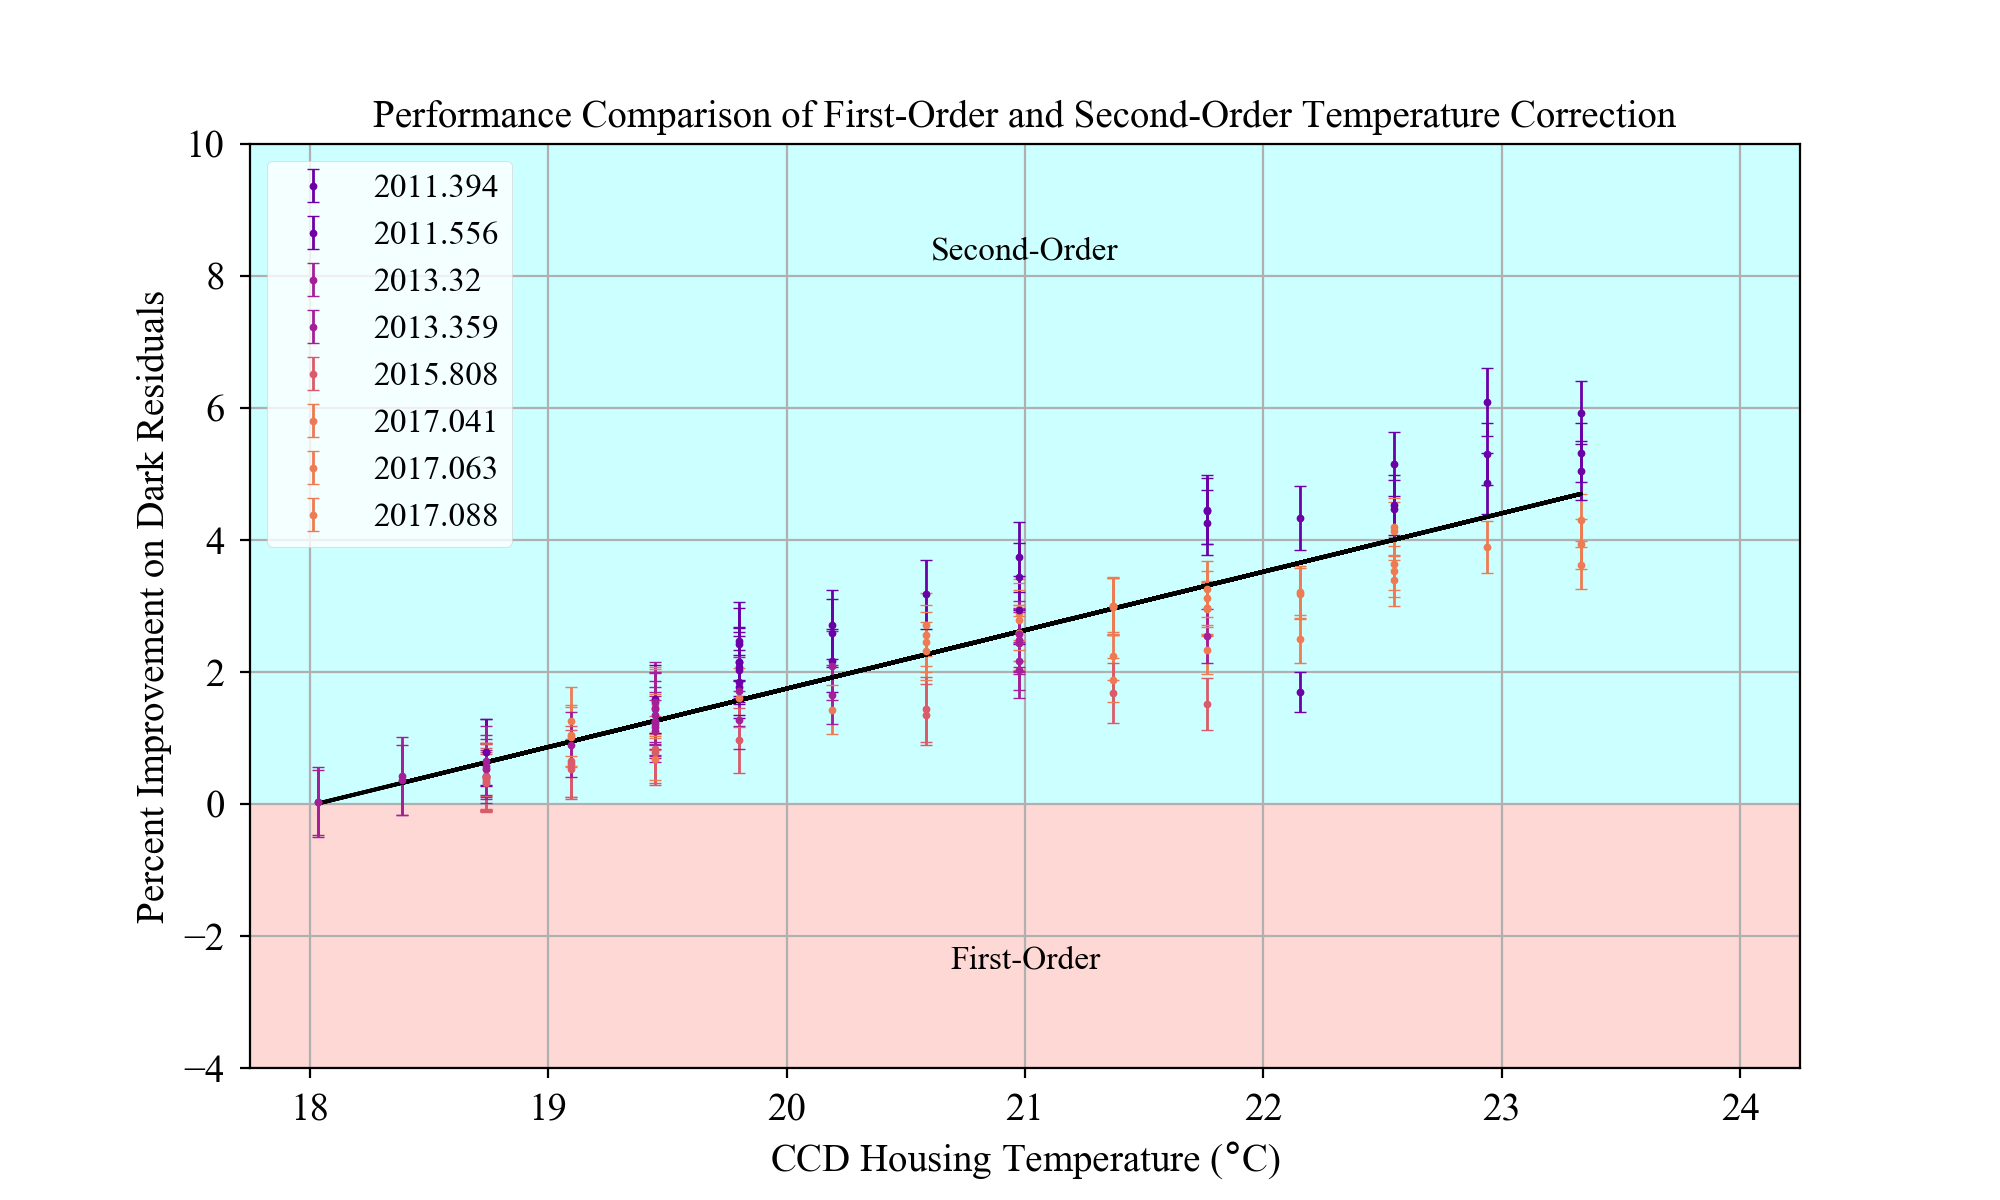 Performance Comparison of First-Order and Second-Order Temperature Correction
10
8
6
4
2
0
−2
−4
Percent Improvement on Dark Residuals
2011.394
2011.556
2013.32
2013.359
2015.808
2017.041
2017.063
2017.088
Second-Order
First-Order
18 19 20 21 22 23 24
CCD Housing Temperature (°C)